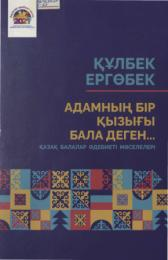 ҚҰЛБЕК
ЕРГӨБЕК
АДАМНЫҢ БІР
ҚЫЗЫҒЫ
БАЛА ДЕГЕН...
ҚАЗАҚ БАЛАЛАР ӘДЕБИЕТІ МӘСЕЛЕЛЕРІ